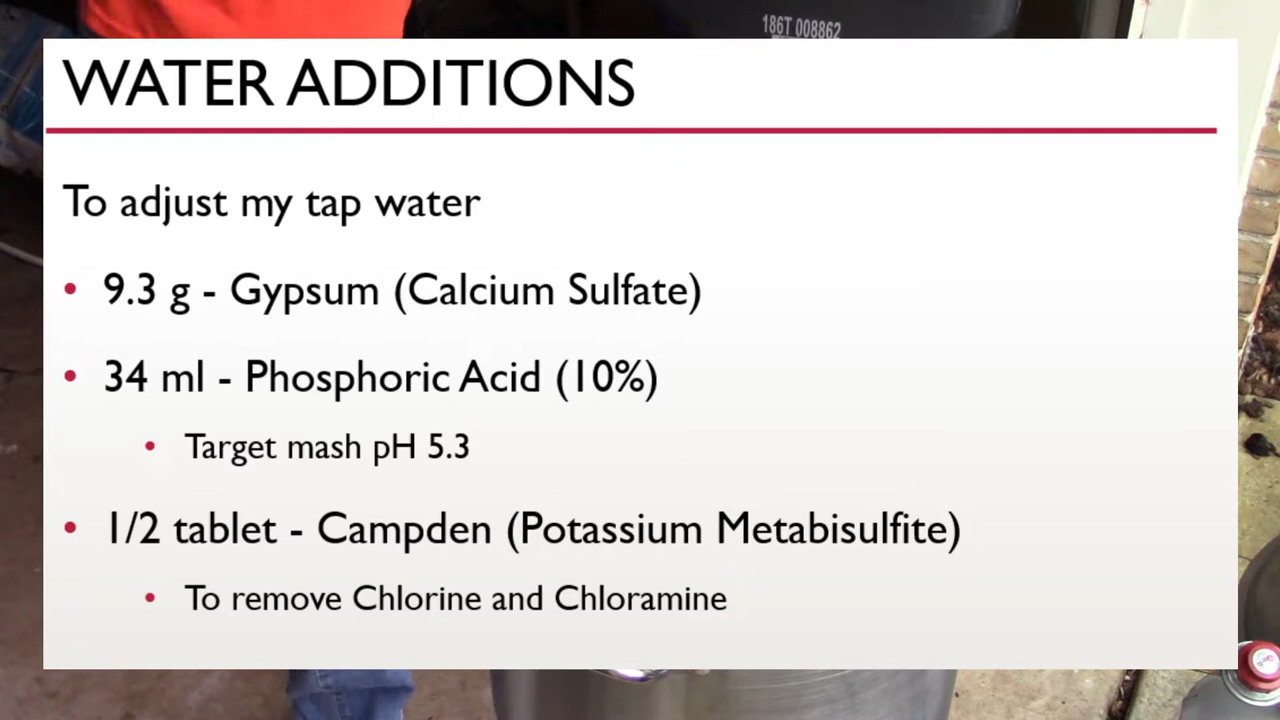 186T 008862
WATER ADDITIONS
To adjust my tap water
• 9.3 g - Gypsum (Calcium Sulfate)
• 34 ml - Phosphoric Acid (10%)
• Target mash pH 5.3
• 1/2 tablet - Campden (Potassium Metabisulfite)
• To remove Chlorine and Chloramine